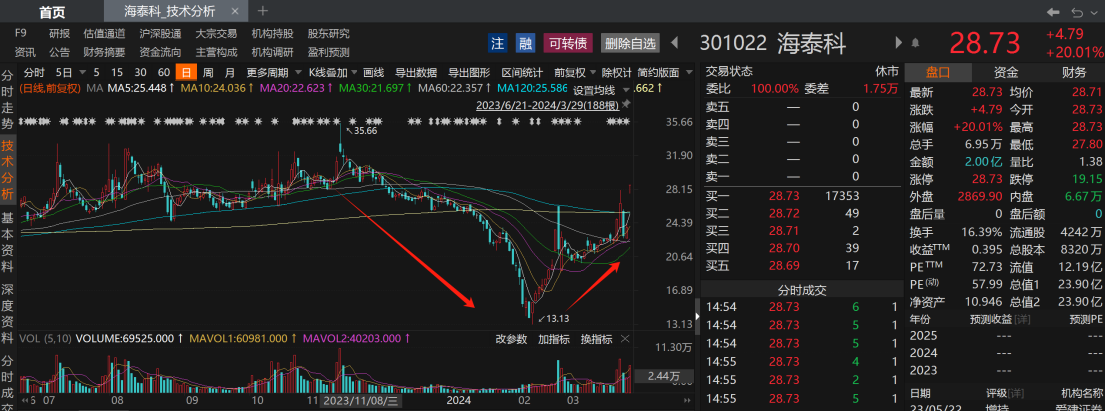 首页
海泰科_技术分析
×
+
F9 研报 估值通道 沪深股通 大宗交易 机构持股 股东研究
资讯 公告 财务摘要 资金流向 主营构成 机构调研 盈利预测
注 融 可转债 删除自选
301022 海泰科
28.73
+4.79
+20.01%
分时走势
技术分析
基本资料
深度资料
分时成交
分时 5日 5 15 30 60 日 周 月 更多周期 K线叠加 画线 导出数据 导出图形 区间统计 前复权 除权计 简约版面
(日线,前复权) MA MA5:25.448↑ MA10:24.036↑ MA20:22.623↑ MA30:21.697↑ MA60:22.357↑ MA120:25.586 设置均线 .662↑
2023/6/21-2024/3/29(188根)
35.66
35.66
31.90
28.15
24.39
20.64
16.89
13.13
13.13
VOL (5,10) VOLUME:69525.000↑ MAVOL1:60981.000↑ MAVOL2:40203.000↑ 改参数 加指标 换指标
11.30万
2.44万
07 08 09 10 11 2023/11/08/三 2024 02 03
交易状态 休市
委比 100.00% 委差 1.75万
卖五 — 0
卖四 — 0
卖三 — 0
卖二 — 0
卖一 — 0
买一 28.73 17353
买二 28.72 49
买三 28.71 2
买四 28.70 39
买五 28.69 17
分时成交
14:54 28.73 6 1
14:54 28.73 5 1
14:54 28.73 5 1
14:55 28.73 4 1
14:55 28.73 2 1
14:55 28.73 5 1
盘口 资金 财务
最新 28.73 均价 28.71
涨跌 +4.79 今开 28.73
涨幅 +20.01% 最高 28.73
总手 6.95万 最低 27.80
金额 2.00亿 量比 1.38
涨停 28.73 跌停 19.15
外盘 2869.90 内盘 6.67万
盘后量 0 盘后额 0
换手 16.39% 流通股 4242万
收益TTM 0.395 总股本 8320万
PE TTM 72.73 流值 12.19亿
PE(动) 57.99 总值1 23.90亿
净资产 10.946 总值2 23.90亿
年份 预测收益[详] 预测PE
2025 --- ---
2024 --- ---
2023 --- ---
日期 评级[详] 机构名称
23/05/22 增持 爱建证券